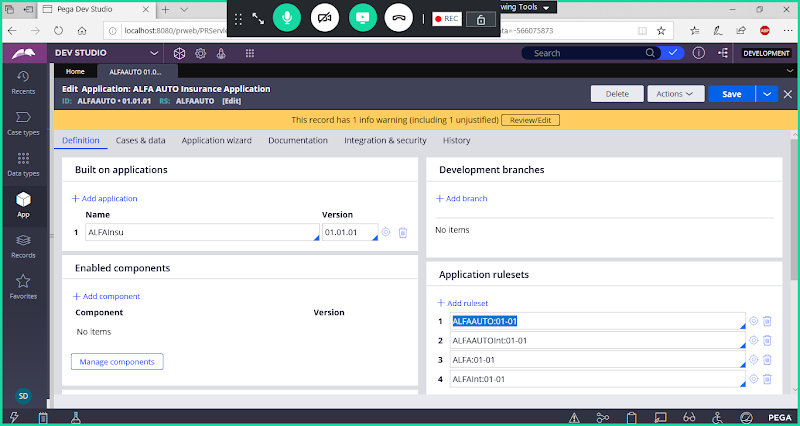 Pega Dev Studio
wing Tools
localhost:8080/prweb/PRServle
REC
ata=-566075873
ABP
DEV STUDIO
Search
DEVELOPMENT
Home
ALFAAUTO 01.0...
Recents
Case types
Data types
App
Records
Favorites
SD
Edit Application: ALFA AUTO Insurance Application
ID: ALFAAUTO • 01.01.01 RS: ALFAAUTO [Edit]
Delete
Actions
Save
This record has 1 info warning (including 1 unjustified) Review/Edit
Definition Cases & data Application wizard Documentation Integration & security History
Built on applications
+ Add application
Name Version
1 ALFAInsu 01.01.01
Enabled components
+ Add component
Component Version
No items
Manage components
Development branches
+ Add branch
No items
Application rulesets
+ Add ruleset
1 ALFAAUTO:01-01
2 ALFAAUTOInt:01-01
3 ALFA:01-01
4 ALFAInt:01-01
PEGA